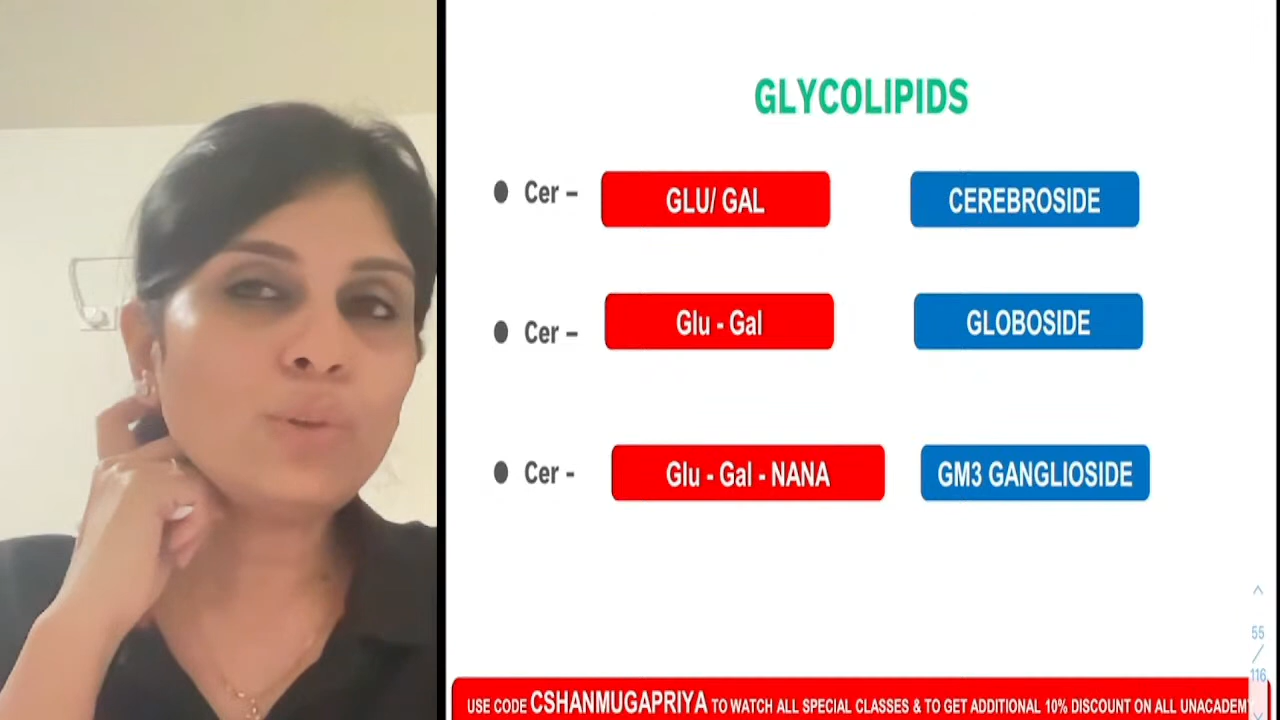 GLYCOLIPIDS
● Cer – GLU/ GAL CEREBROSIDE
● Cer – Glu - Gal GLOBOSIDE
● Cer - Glu - Gal - NANA GM3 GANGLIOSIDE
55
/
116
USE CODE CSHANMUGAPRIYA TO WATCH ALL SPECIAL CLASSES & TO GET ADDITIONAL 10% DISCOUNT ON ALL UNACADEMY